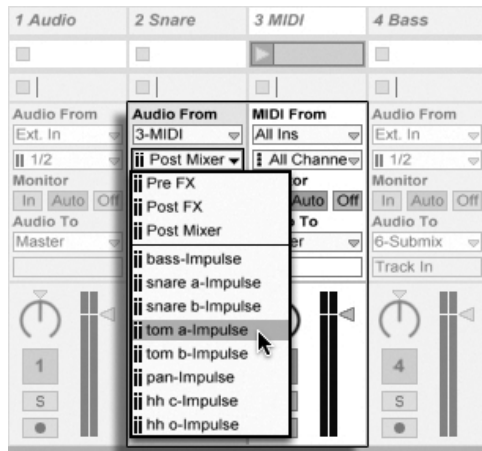 1 Audio
2 Snare
3 MIDI
4 Bass
Audio From
Ext. In
1/2
Monitor
In Auto Off
Audio To
Master
1
S
Audio From
3-MIDI
Post Mixer
Pre FX
Post FX
Post Mixer
bass-Impulse
snare a-Impulse
snare b-Impulse
tom a-Impulse
tom b-Impulse
pan-Impulse
hh c-Impulse
hh o-Impulse
MIDI From
All Ins
All Channe
or
Auto Off
To
er
Audio From
Ext. In
1/2
Monitor
In Auto Off
Audio To
6-Submix
Track In
4
S